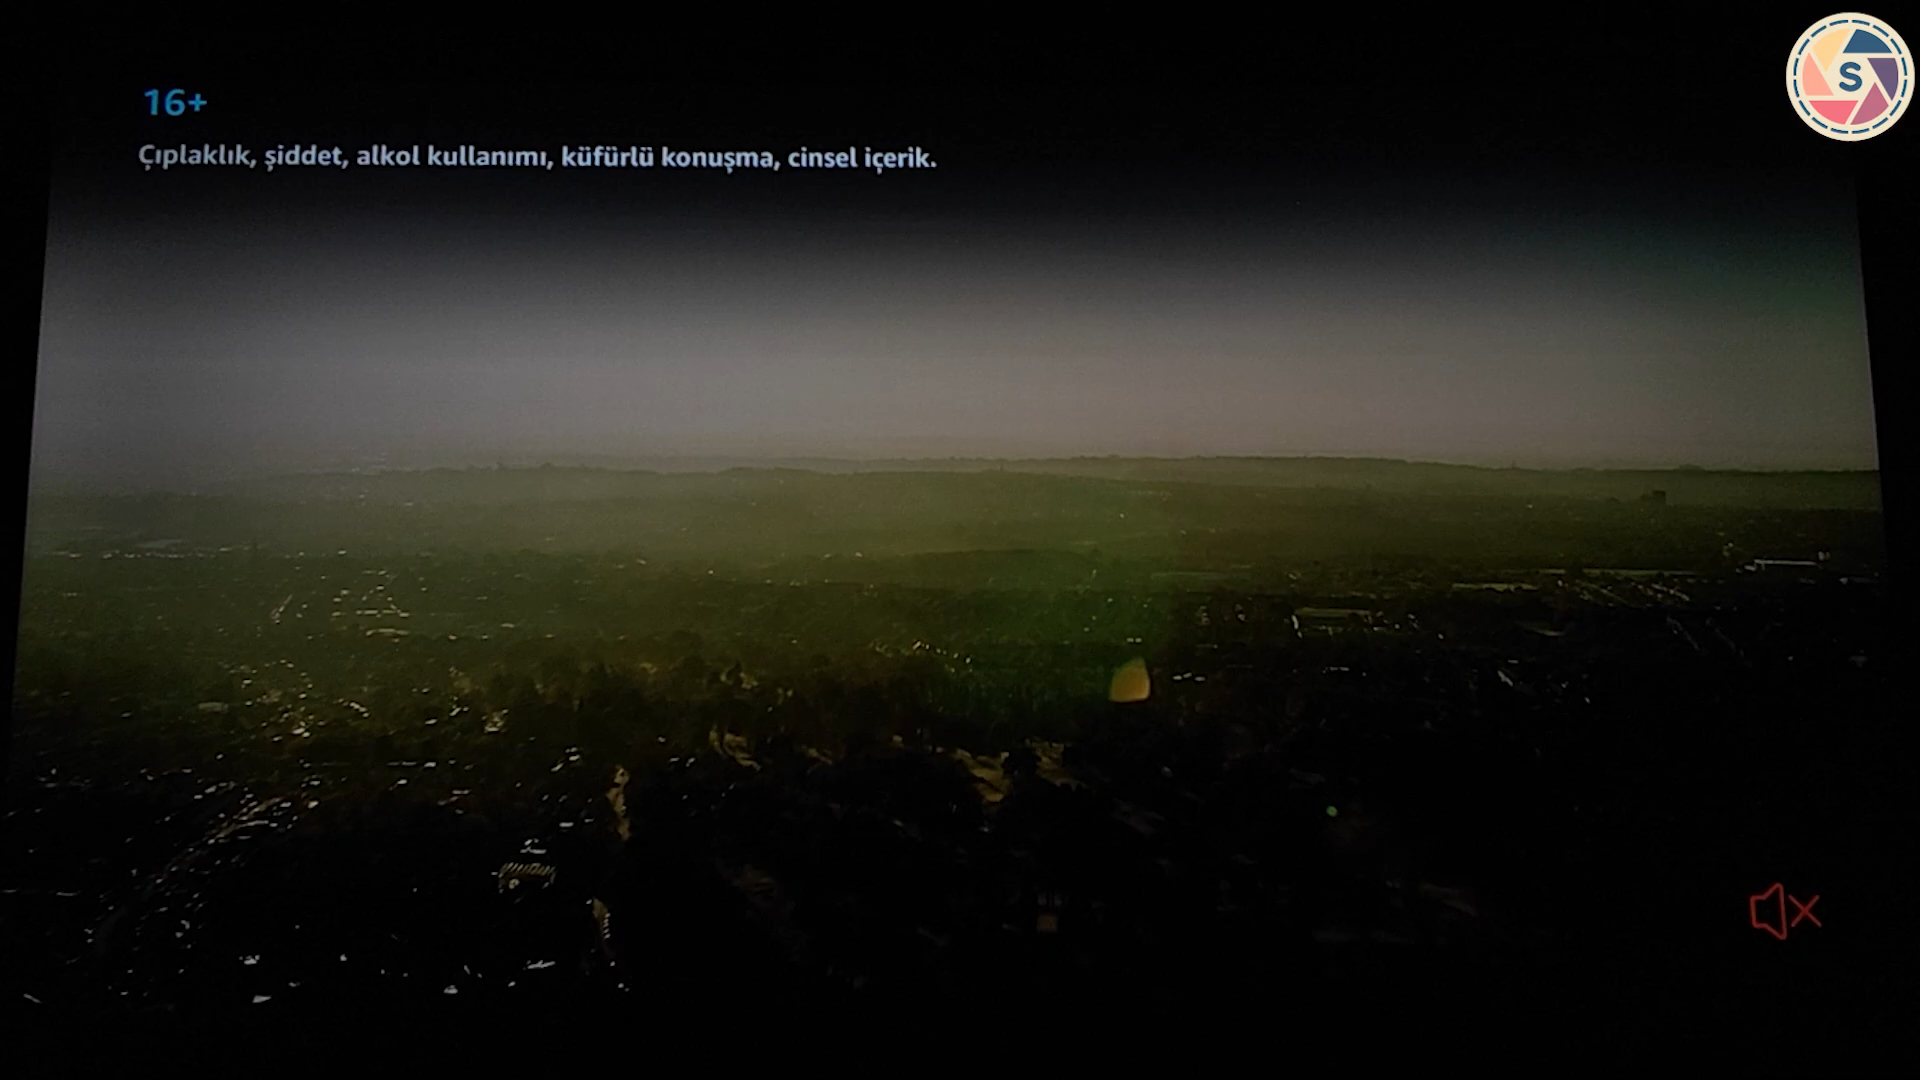 16+
Çıplaklık, şiddet, alkol kullanımı, küfürlü konuşma, cinsel içerik.
S